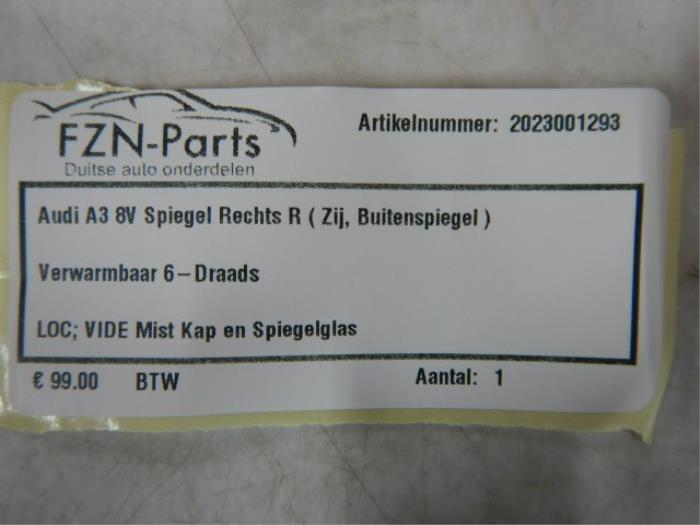 FZN-Parts
Duitse auto onderdelen
Artikelnummer: 2023001293
Audi A3 8V Spiegel Rechts R ( Zij, Buitenspiegel )
Verwarmbaar 6-Draads
LOC; VIDE Mist Kap en Spiegelglas
€ 99.00 BTW Aantal: 1